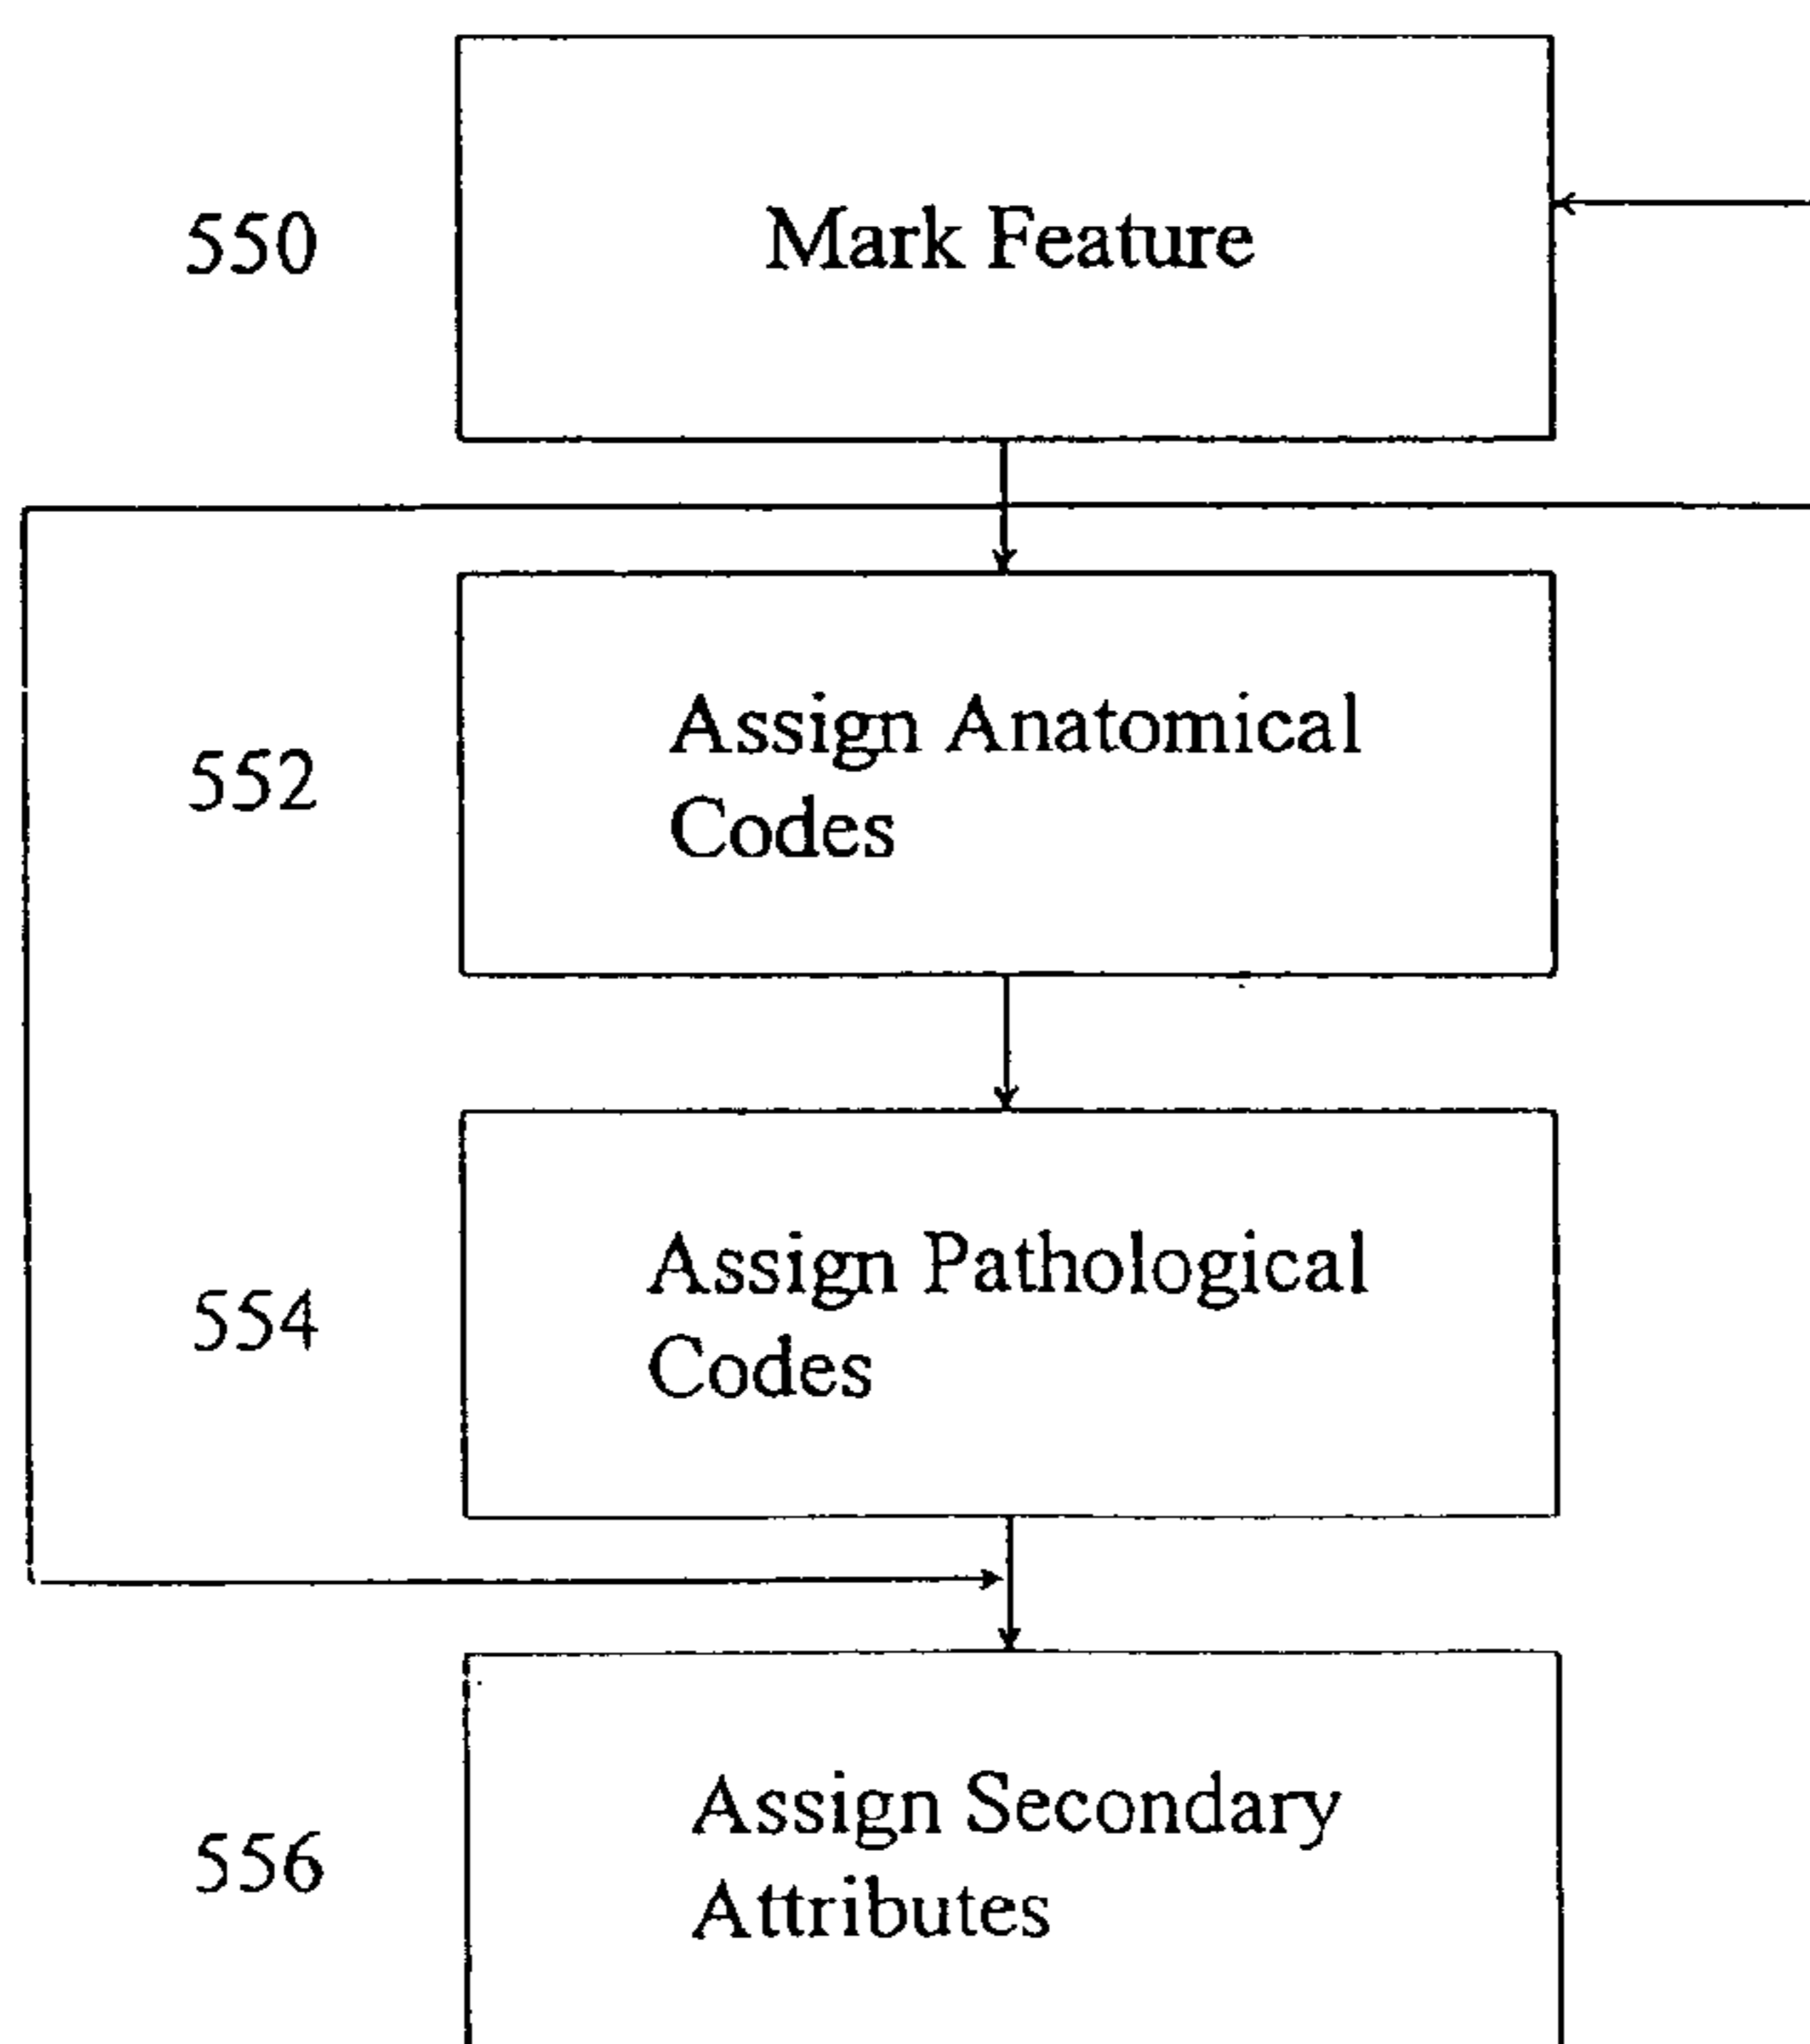 550
Mark Feature
552
Assign Anatomical
Codes
554
Assign Pathological
Codes
556
Assign Secondary
Attributes